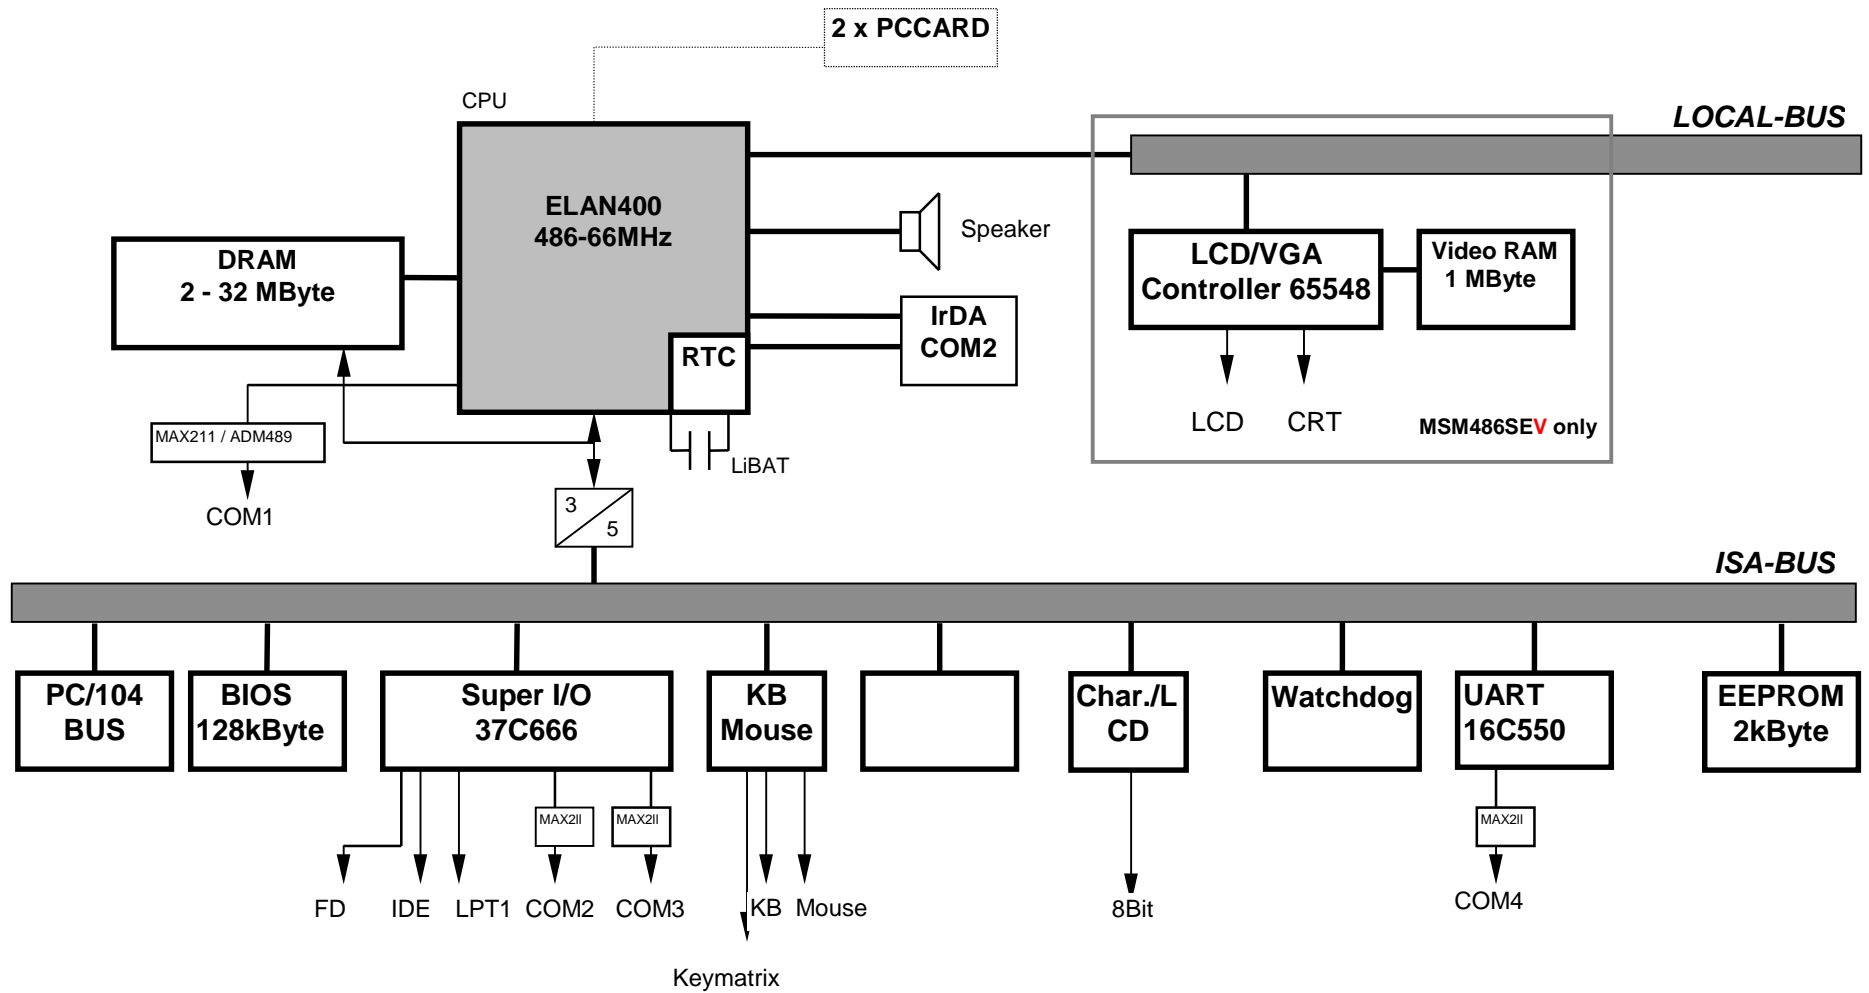 2 x PCCARD
CPU
LOCAL-BUS
ELAN400
486-66MHz
Speaker
DRAM
2 - 32 MByte
LCD/VGA
Controller 65548
Video RAM
1 MByte
IrDA
COM2
RTC
LCD
CRT
MSM486SEV only
MAX211 / ADM489
LiBAT
COM1
3
5
ISA-BUS
PC/104
BUS
BIOS
128kByte
Super I/O
37C666
KB
Mouse
Char./L
CD
Watchdog
UART
16C550
EEPROM
2kByte
MAX2II
MAX2II
MAX2II
FD
IDE
LPT1
COM2
COM3
KB
Mouse
8Bit
COM4
Keymatrix